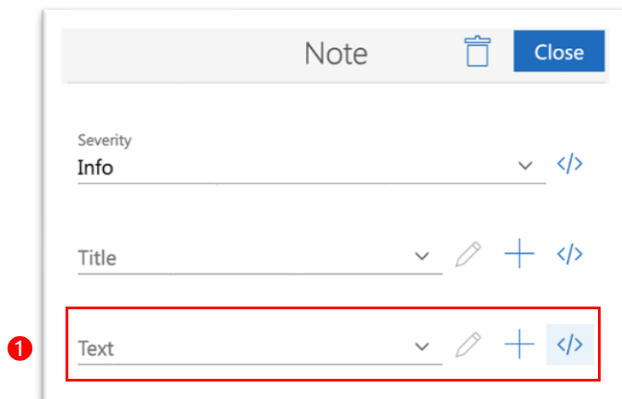 Note
Close
Severity
Info
</>
Title
</>
1
Text
</>